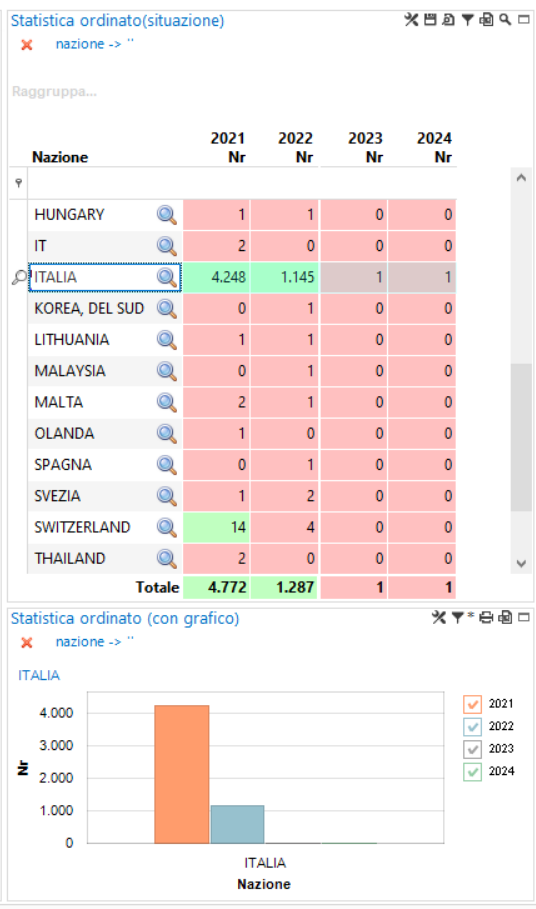 Statistica ordinato(situazione)
nazione -> ''
Raggruppa...
2021 2022 2023 2024
Nazione Nr Nr Nr Nr
HUNGARY 1 1 0 0
IT 2 0 0 0
ITALIA 4.248 1.145 1 1
KOREA, DEL SUD 0 1 0 0
LITHUANIA 1 1 0 0
MALAYSIA 0 1 0 0
MALTA 2 1 0 0
OLANDA 1 0 0 0
SPAGNA 0 1 0 0
SVEZIA 1 2 0 0
SWITZERLAND 14 4 0 0
THAILAND 2 0 0 0
Totale 4.772 1.287 1 1
Statistica ordinato (con grafico)
nazione -> ''
ITALIA
4.000
3.000
2.000
1.000
0
Nr
ITALIA
Nazione
2021
2022
2023
2024